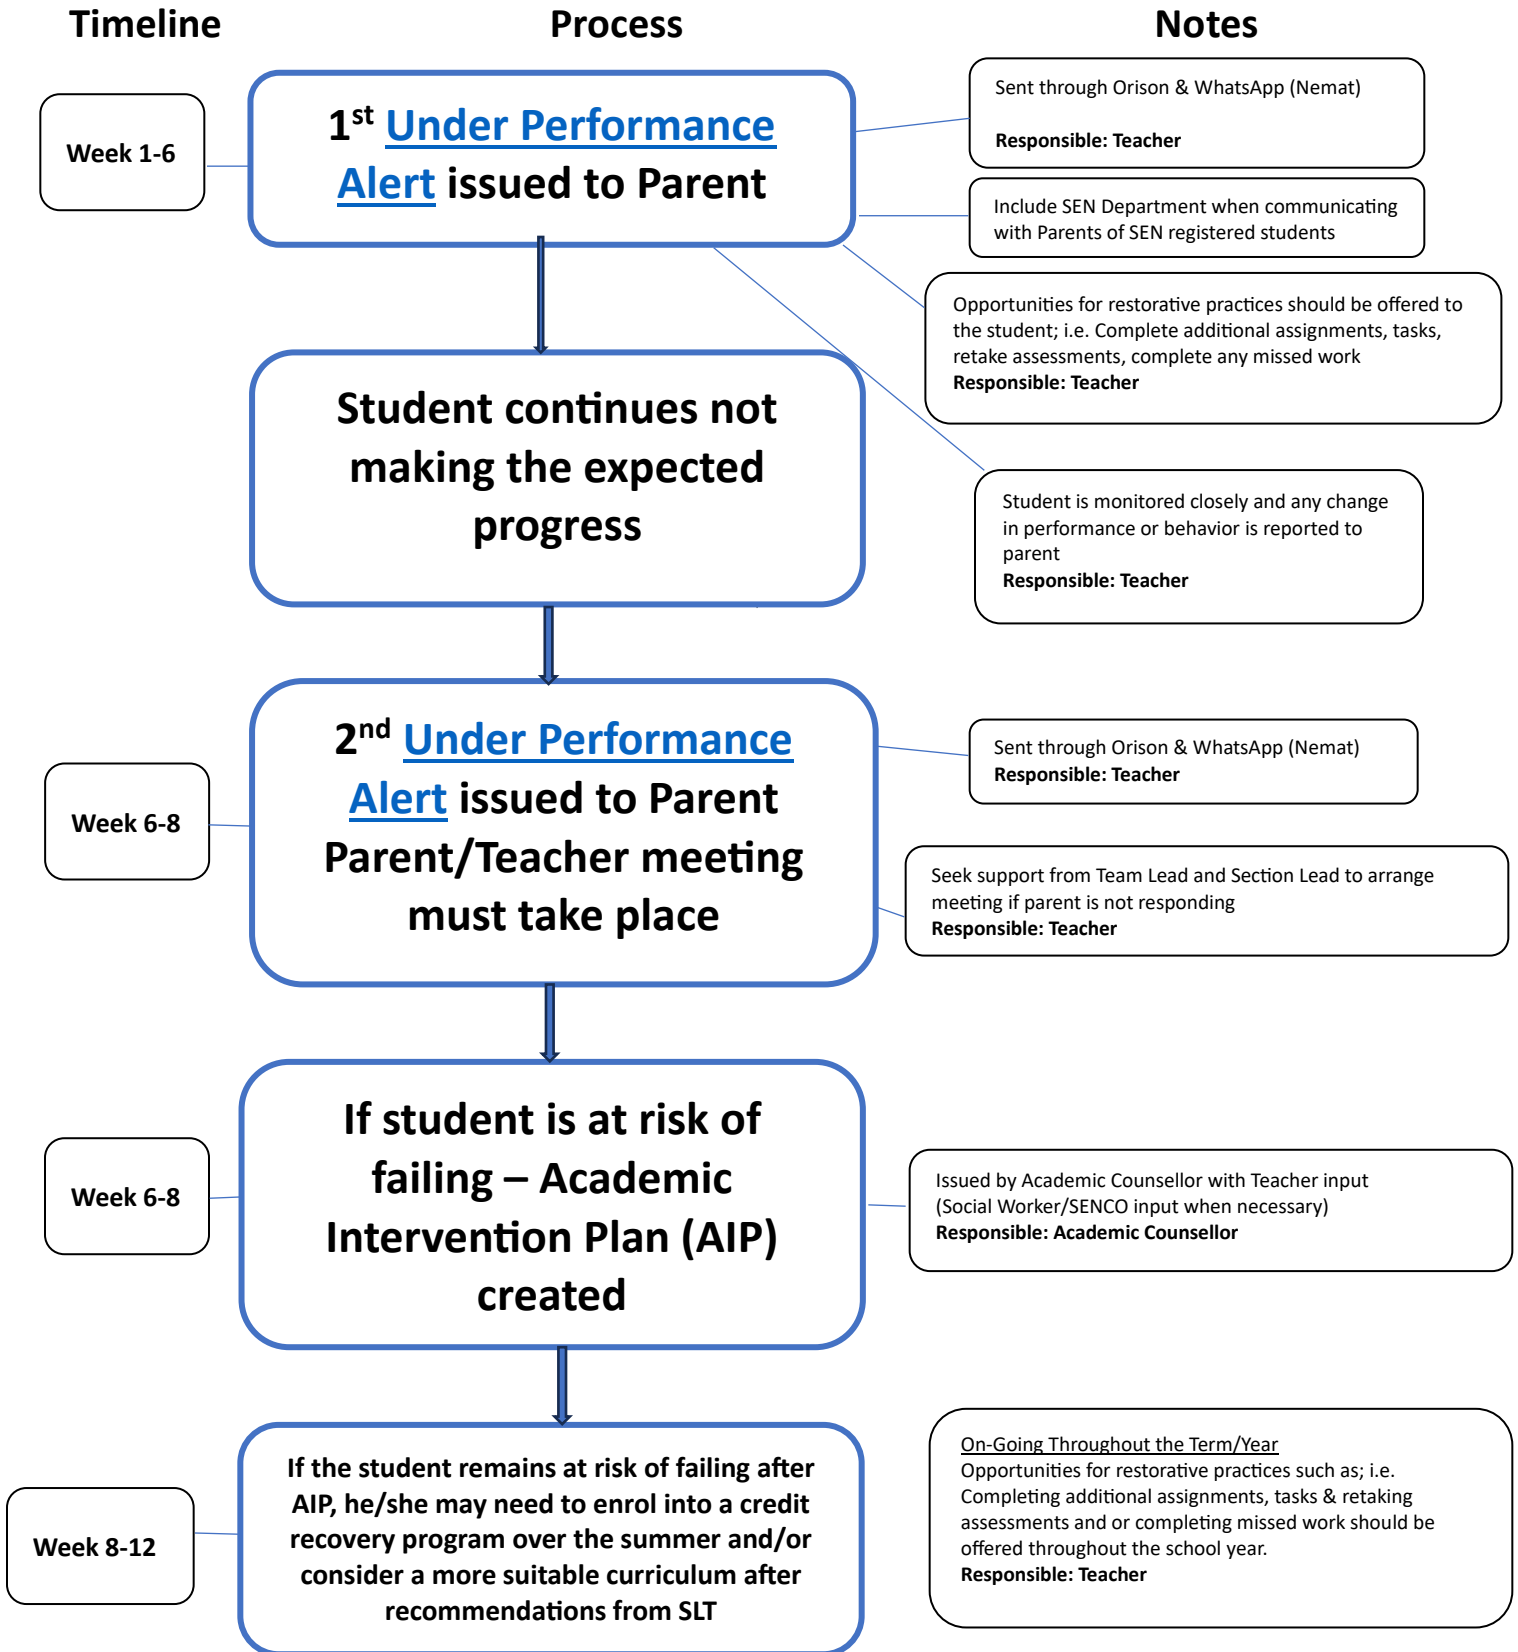 Timeline
Process
Notes
Week 1-6
1st Under Performance
Alert issued to Parent
Sent through Orison & WhatsApp (Nemat)
Responsible: Teacher
Include SEN Department when communicating
with Parents of SEN registered students
Opportunities for restorative practices should be offered to
the student; i.e. Complete additional assignments, tasks,
retake assessments, complete any missed work
Responsible: Teacher
Student continues not
making the expected
progress
Student is monitored closely and any change
in performance or behavior is reported to
parent
Responsible: Teacher
Week 6-8
2nd Under Performance
Alert issued to Parent
Parent/Teacher meeting
must take place
Sent through Orison & WhatsApp (Nemat)
Responsible: Teacher
Seek support from Team Lead and Section Lead to arrange
meeting if parent is not responding
Responsible: Teacher
Week 6-8
If student is at risk of
failing – Academic
Intervention Plan (AIP)
created
Issued by Academic Counsellor with Teacher input
(Social Worker/SENCO input when necessary)
Responsible: Academic Counsellor
Week 8-12
If the student remains at risk of failing after
AIP, he/she may need to enrol into a credit
recovery program over the summer and/or
consider a more suitable curriculum after
recommendations from SLT
On-Going Throughout the Term/Year
Opportunities for restorative practices such as; i.e.
Completing additional assignments, tasks & retaking
assessments and or completing missed work should be
offered throughout the school year.
Responsible: Teacher